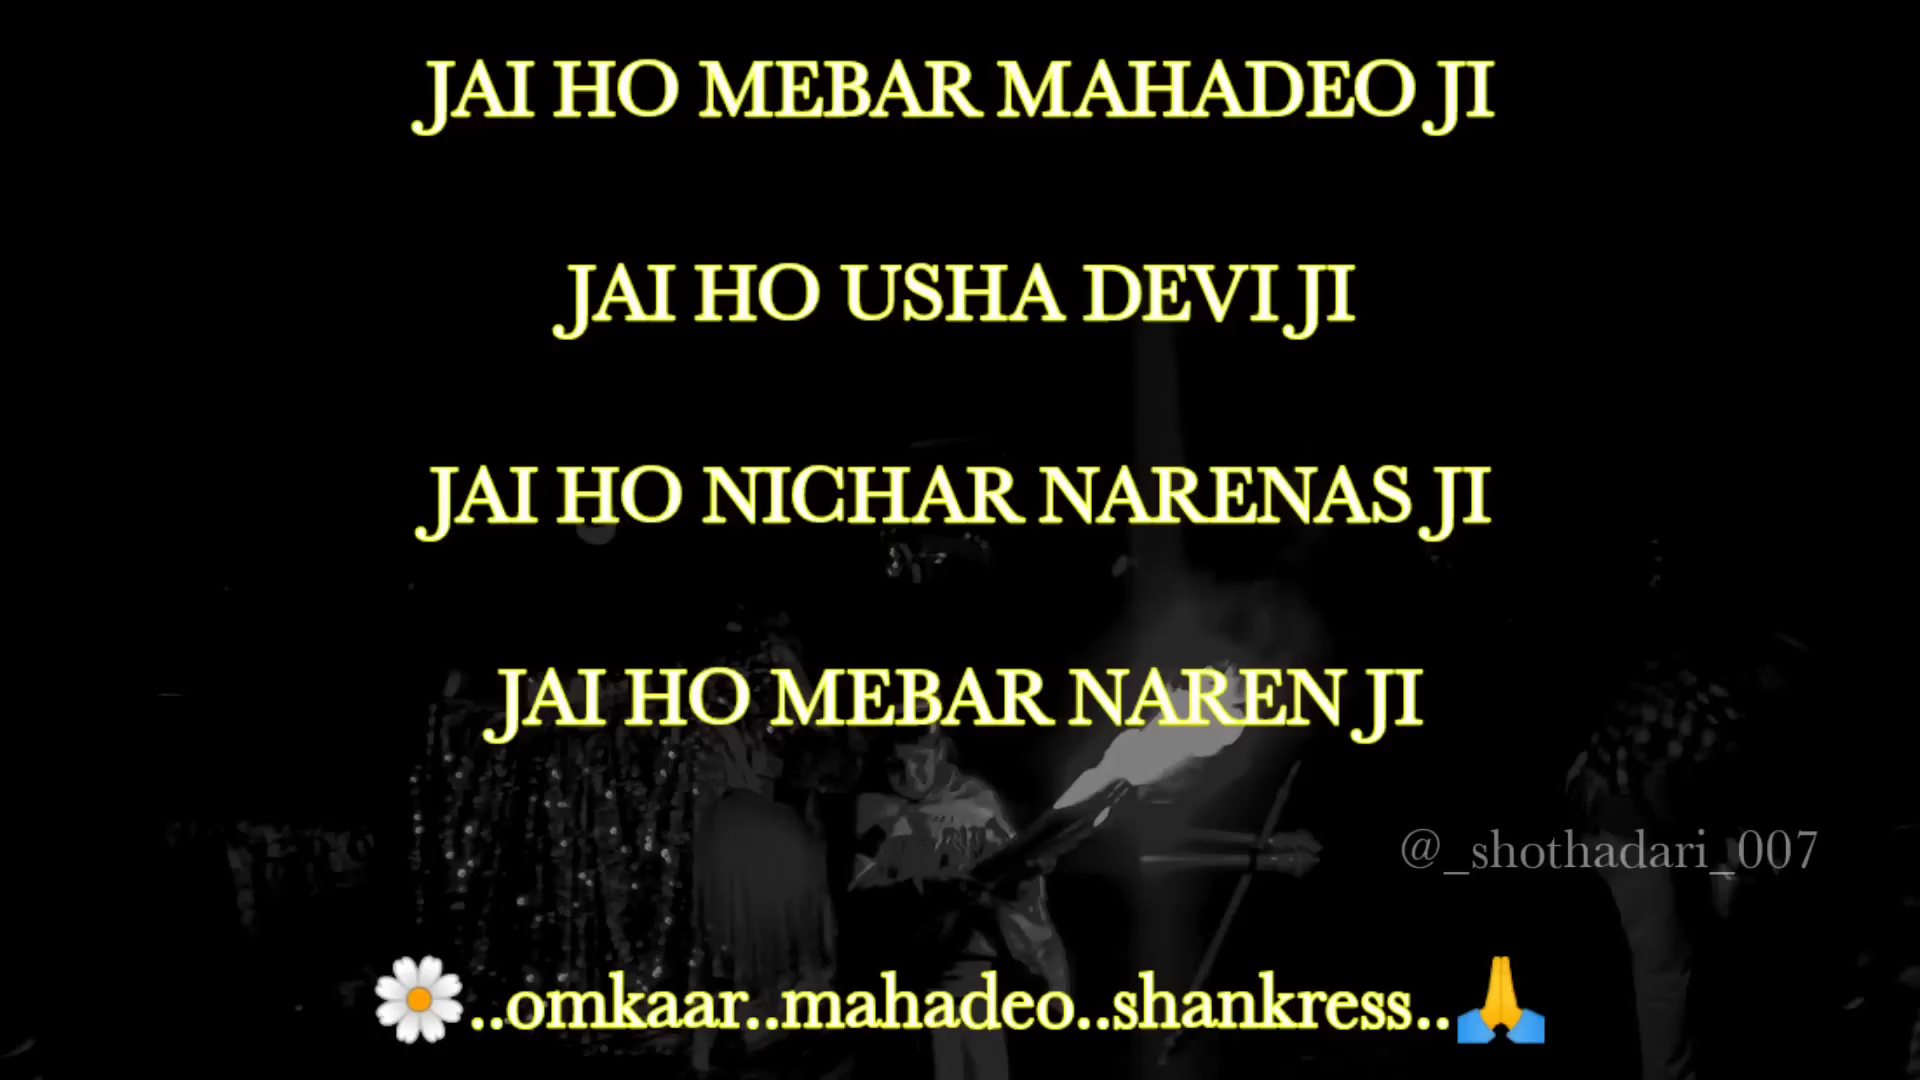 JAI HO MEBAR MAHADEO JI
JAI HO USHA DEVI JI
JAI HO NICHAR NARENAS JI
JAI HO MEBAR NAREN JI
@_shothadari_007
🌼..omkaar..mahadeo..shankress..🙏